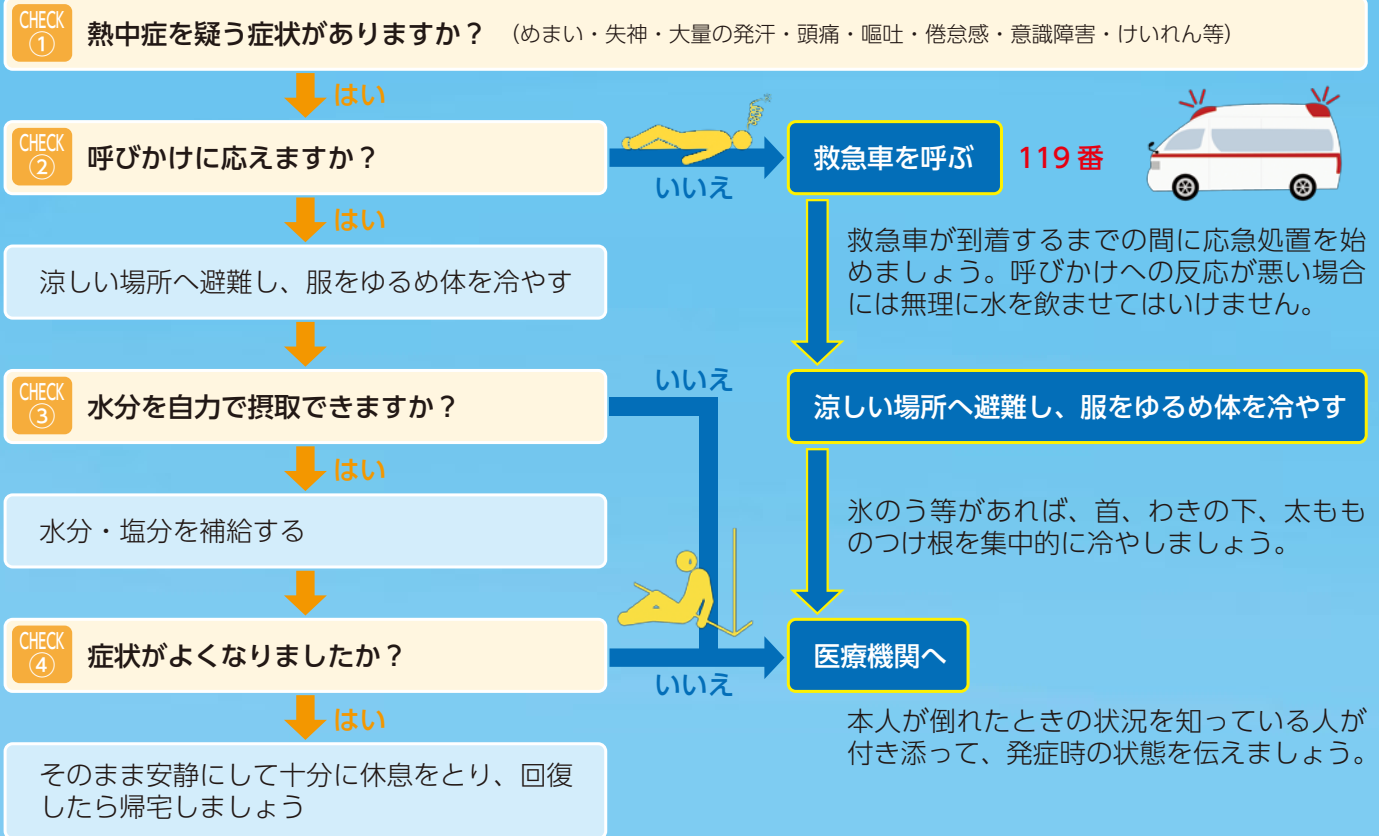 CHECK
①
熱中症を疑う症状がありますか？ （めまい・失神・大量の発汗・頭痛・嘔吐・倦怠感・意識障害・けいれん等）
はい
CHECK
②
呼びかけに応えますか？
いいえ
救急車を呼ぶ
119番
はい
救急車が到着するまでの間に応急処置を始
めましょう。呼びかけへの反応が悪い場合
には無理に水を飲ませてはいけません。
涼しい場所へ避難し、服をゆるめ体を冷やす
CHECK
③
水分を自力で摂取できますか？
いいえ
涼しい場所へ避難し、服をゆるめ体を冷やす
はい
氷のう等があれば、首、わきの下、太もも
のつけ根を集中的に冷やしましょう。
水分・塩分を補給する
CHECK
④
症状がよくなりましたか？
いいえ
医療機関へ
はい
本人が倒れたときの状況を知っている人が
付き添って、発症時の状態を伝えましょう。
そのまま安静にして十分に休息をとり、回復
したら帰宅しましょう